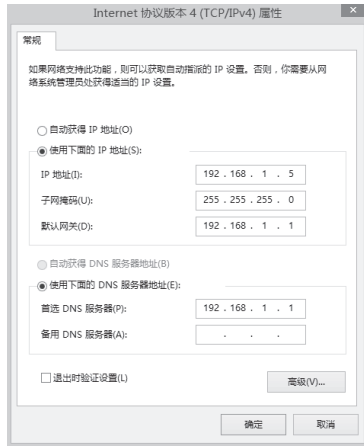 Internet 协议版本 4 (TCP/IPv4) 属性
常规
如果网络支持此功能，则可以获取自动指派的 IP 设置。否则，你需要从网
络系统管理员处获得适当的 IP 设置。
自动获得 IP 地址(O)
使用下面的 IP 地址(S):
IP 地址(I): 192 . 168 . 1 . 5
子网掩码(U): 255 . 255 . 255 . 0
默认网关(D): 192 . 168 . 1 . 1
自动获得 DNS 服务器地址(B)
使用下面的 DNS 服务器地址(E):
首选 DNS 服务器(P): 192 . 168 . 1 . 1
备用 DNS 服务器(A): . . .
退出时验证设置(L)
高级(V)...
确定 取消